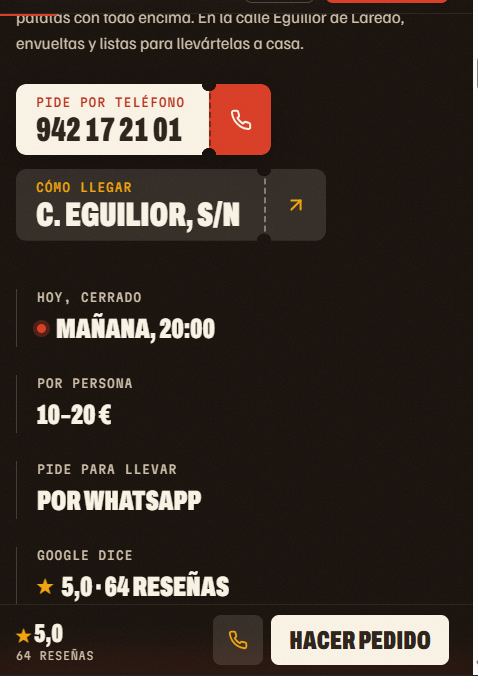 patatas con todo encima. En la calle Eguilior de Laredo,
envueltas y listas para llevártelas a casa.
PIDE POR TELÉFONO
942 17 21 01
CÓMO LLEGAR
C. EGUILIOR, S/N
HOY, CERRADO
MAÑANA, 20:00
POR PERSONA
10–20 €
PIDE PARA LLEVAR
POR WHATSAPP
GOOGLE DICE
★ 5,0 · 64 RESEÑAS
★ 5,0
64 RESEÑAS
HACER PEDIDO